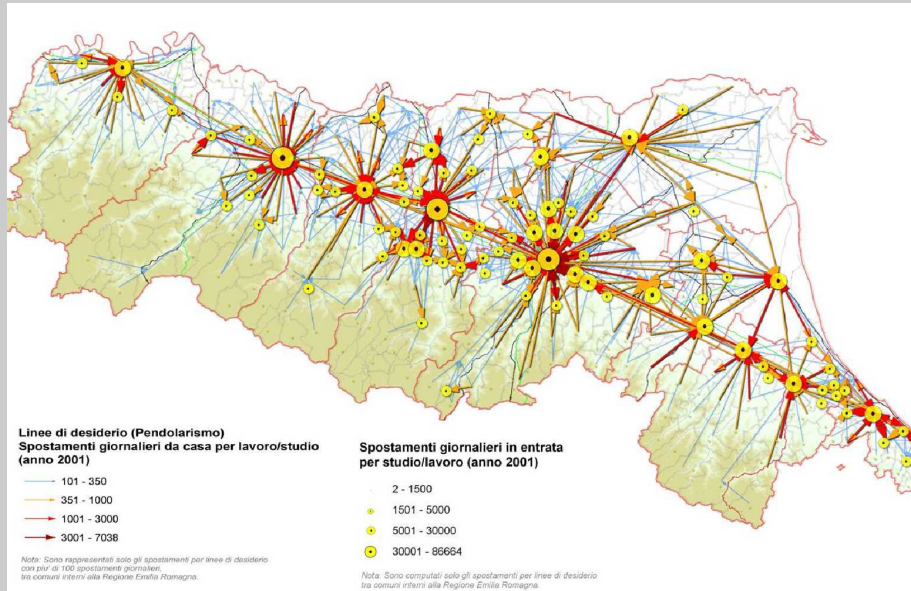 Linee di desiderio (Pendolarismo)
Spostamenti giornalieri da casa per lavoro/studio
(anno 2001)
101 - 350
351 - 1000
1001 - 3000
3001 - 7038
Nota: Sono rappresentati solo gli spostamenti per linee di desiderio
con piu' di 100 spostamenti giornalieri,
tra comuni interni alla Regione Emilia Romagna.
Spostamenti giornalieri in entrata
per studio/lavoro (anno 2001)
2 - 1500
1501 - 5000
5001 - 30000
30001 - 86664
Nota: Sono computati solo gli spostamenti per linee di desiderio
tra comuni interni alla Regione Emilia Romagna.